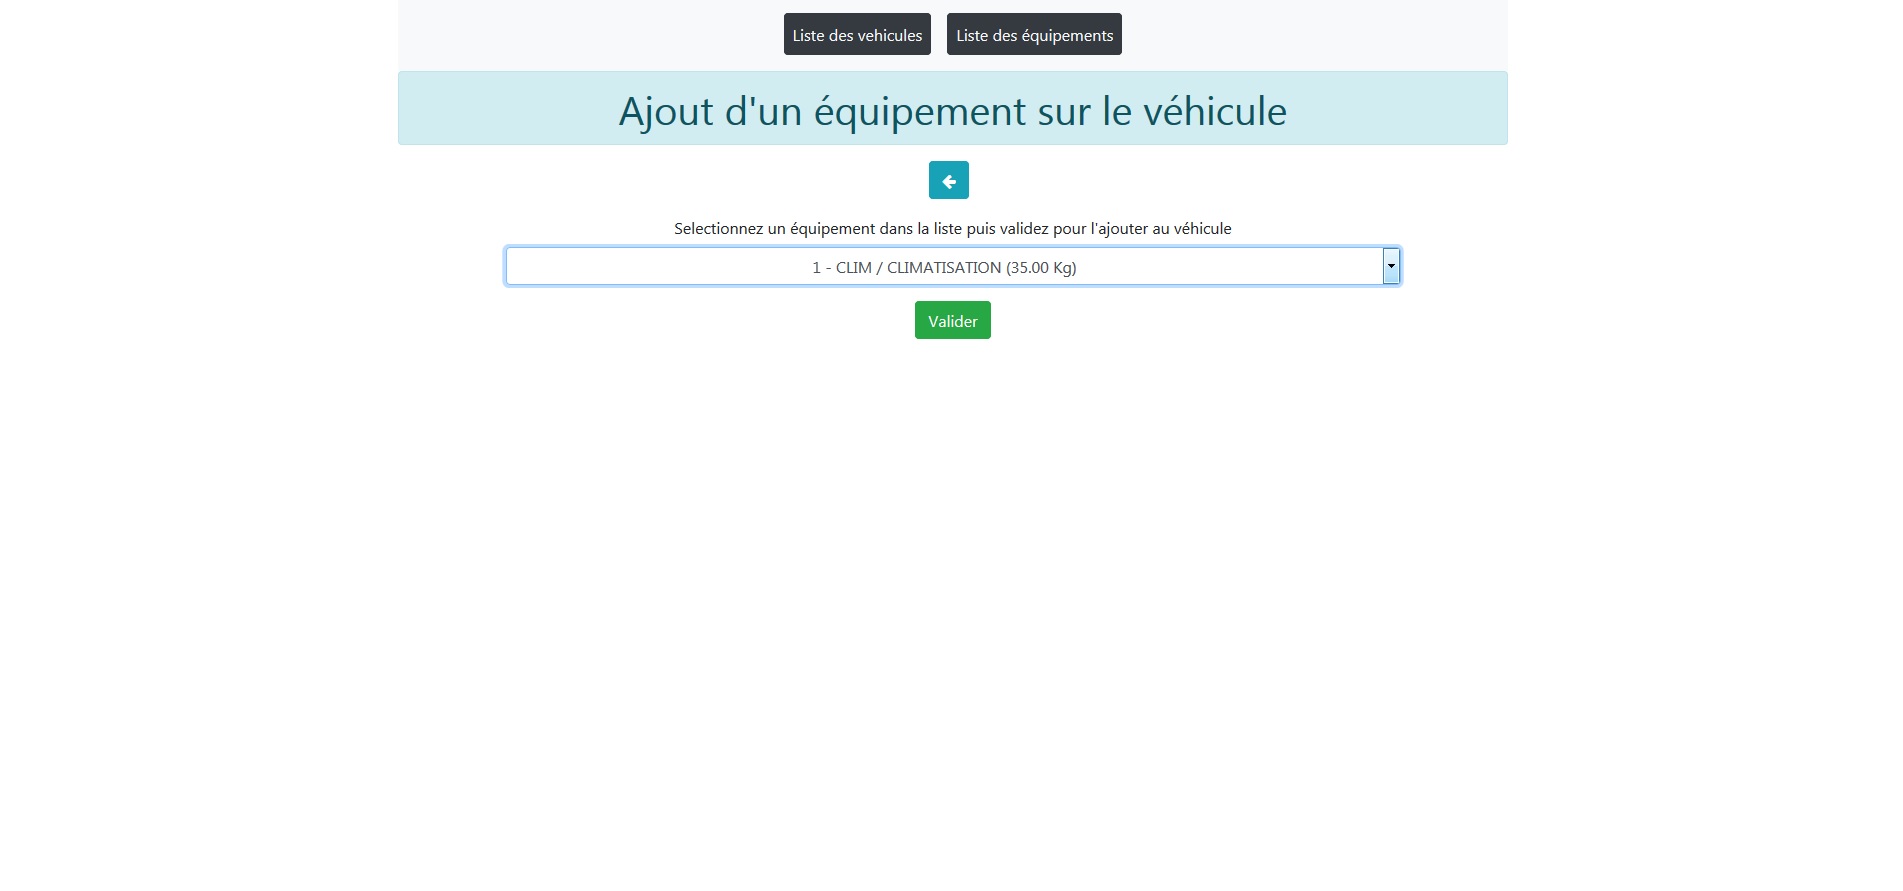 Liste des vehicules Liste des équipements
Ajout d'un équipement sur le véhicule
Selectionnez un équipement dans la liste puis validez pour l'ajouter au véhicule
1 - CLIM / CLIMATISATION (35.00 Kg)
Valider